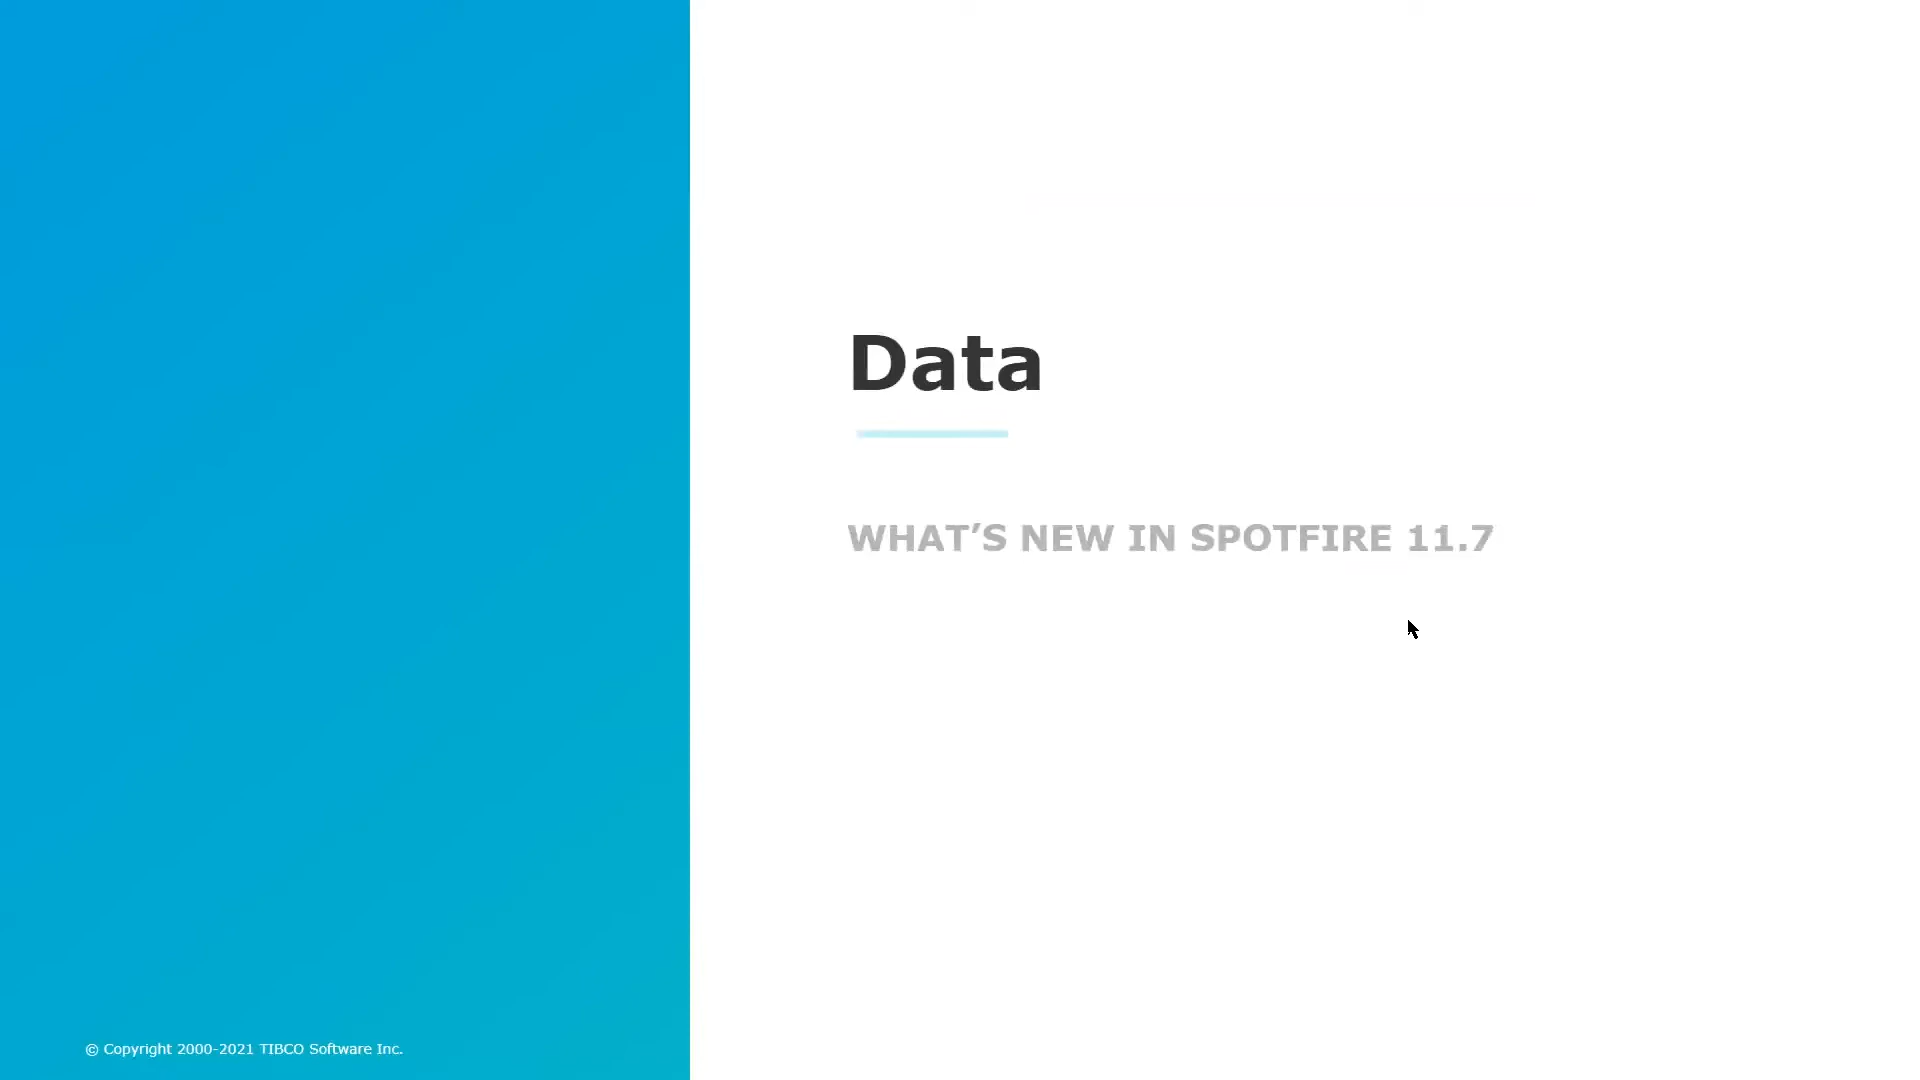 Data
WHAT’S NEW IN SPOTFIRE 11.7
© Copyright 2000-2021 TIBCO Software Inc.